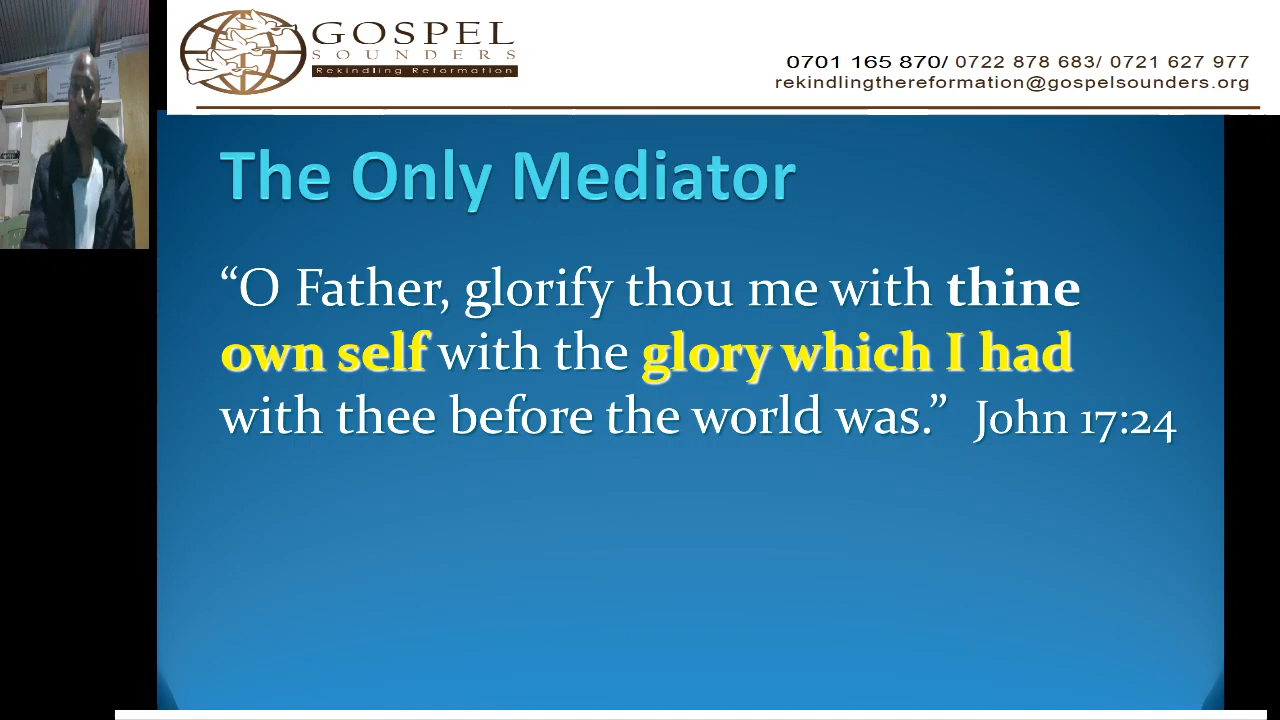 GOSPEL
SOUNDERS
Rekindling Reformation
0701 165 870/ 0722 878 683/ 0721 627 977
rekindlingthereformation@gospelsounders.org
The Only Mediator
“O Father, glorify thou me with thine
own self with the glory which I had
with thee before the world was.” John 17:24